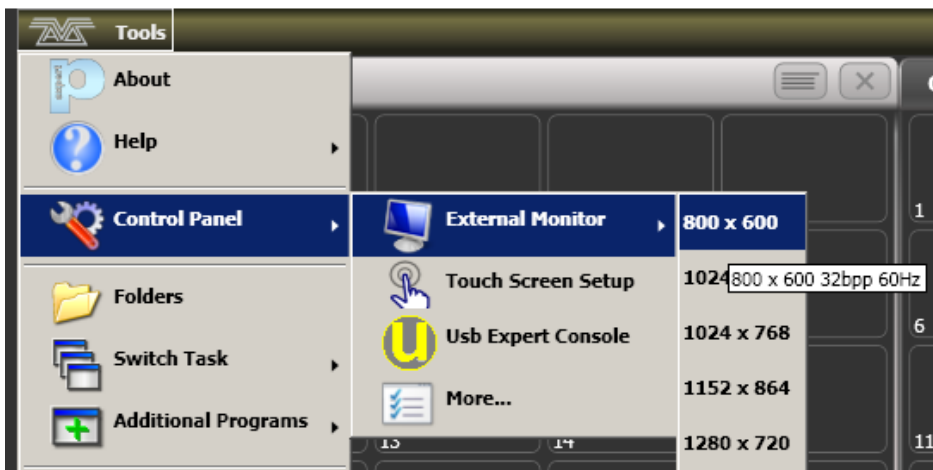 Tools
About
Help
Control Panel
Folders
Switch Task
Additional Programs
External Monitor
Touch Screen Setup
Usb Expert Console
u
More...
800 x 600
1024
800 x 600 32bpp 60Hz
1024 x 768
1152 x 864
1280 x 720
13
14
1
6
11